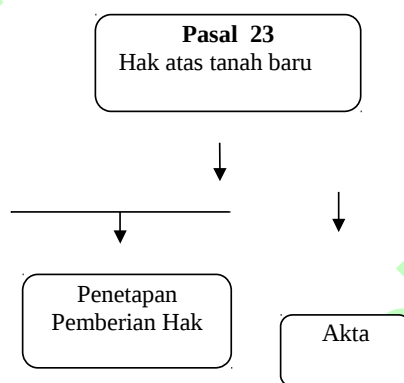 Pasal 23
Hak atas tanah baru
Penetapan
Pemberian Hak
Akta